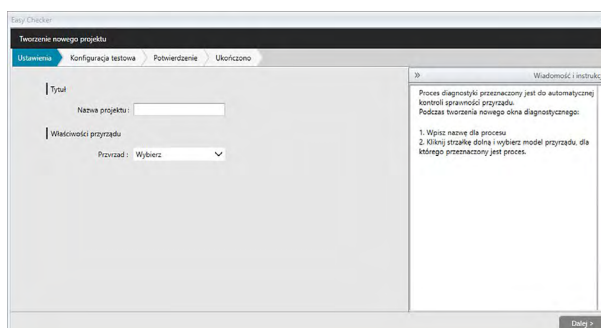 Easy Checker
Tworzenie nowego projektu
Ustawienia Konfiguracja testowa Potwierdzenie Ukończono
» Wiadomość i instrukc
Tytuł
Nazwa projektu :
Właściwości przyrządu
Przyrząd : Wybierz
Proces diagnostyki przeznaczony jest do automatycznej
kontroli sprawności przyrządu.
Podczas tworzenia nowego okna diagnostycznego:
1. Wpisz nazwę dla procesu
2. Kliknij strzałkę dolną i wybierz model przyrządu, dla
którego przeznaczony jest proces.
Dalej >